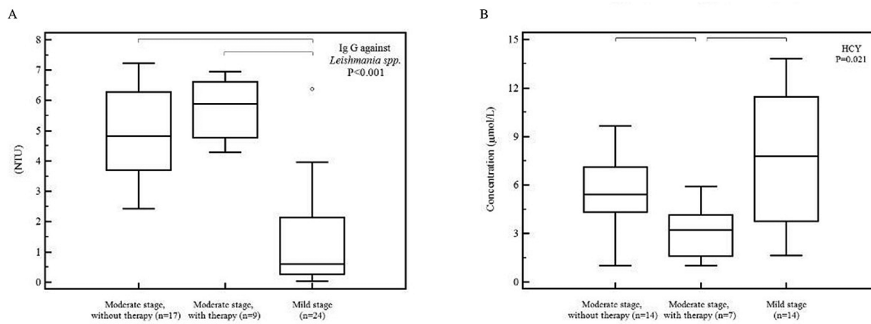 A
8
7
6
5
4
3
2
1
0
(NTU)
Ig G against
Leishmania spp.
P<0.001
Moderate stage,
without therapy (n=17)
Moderate stage,
with therapy (n=9)
Mild stage
(n=24)
B
15
12
9
6
3
0
Concentration (μmol/L)
HCY
P=0.021
Moderate stage,
without therapy (n=14)
Moderate stage,
with therapy (n=7)
Mild stage
(n=14)